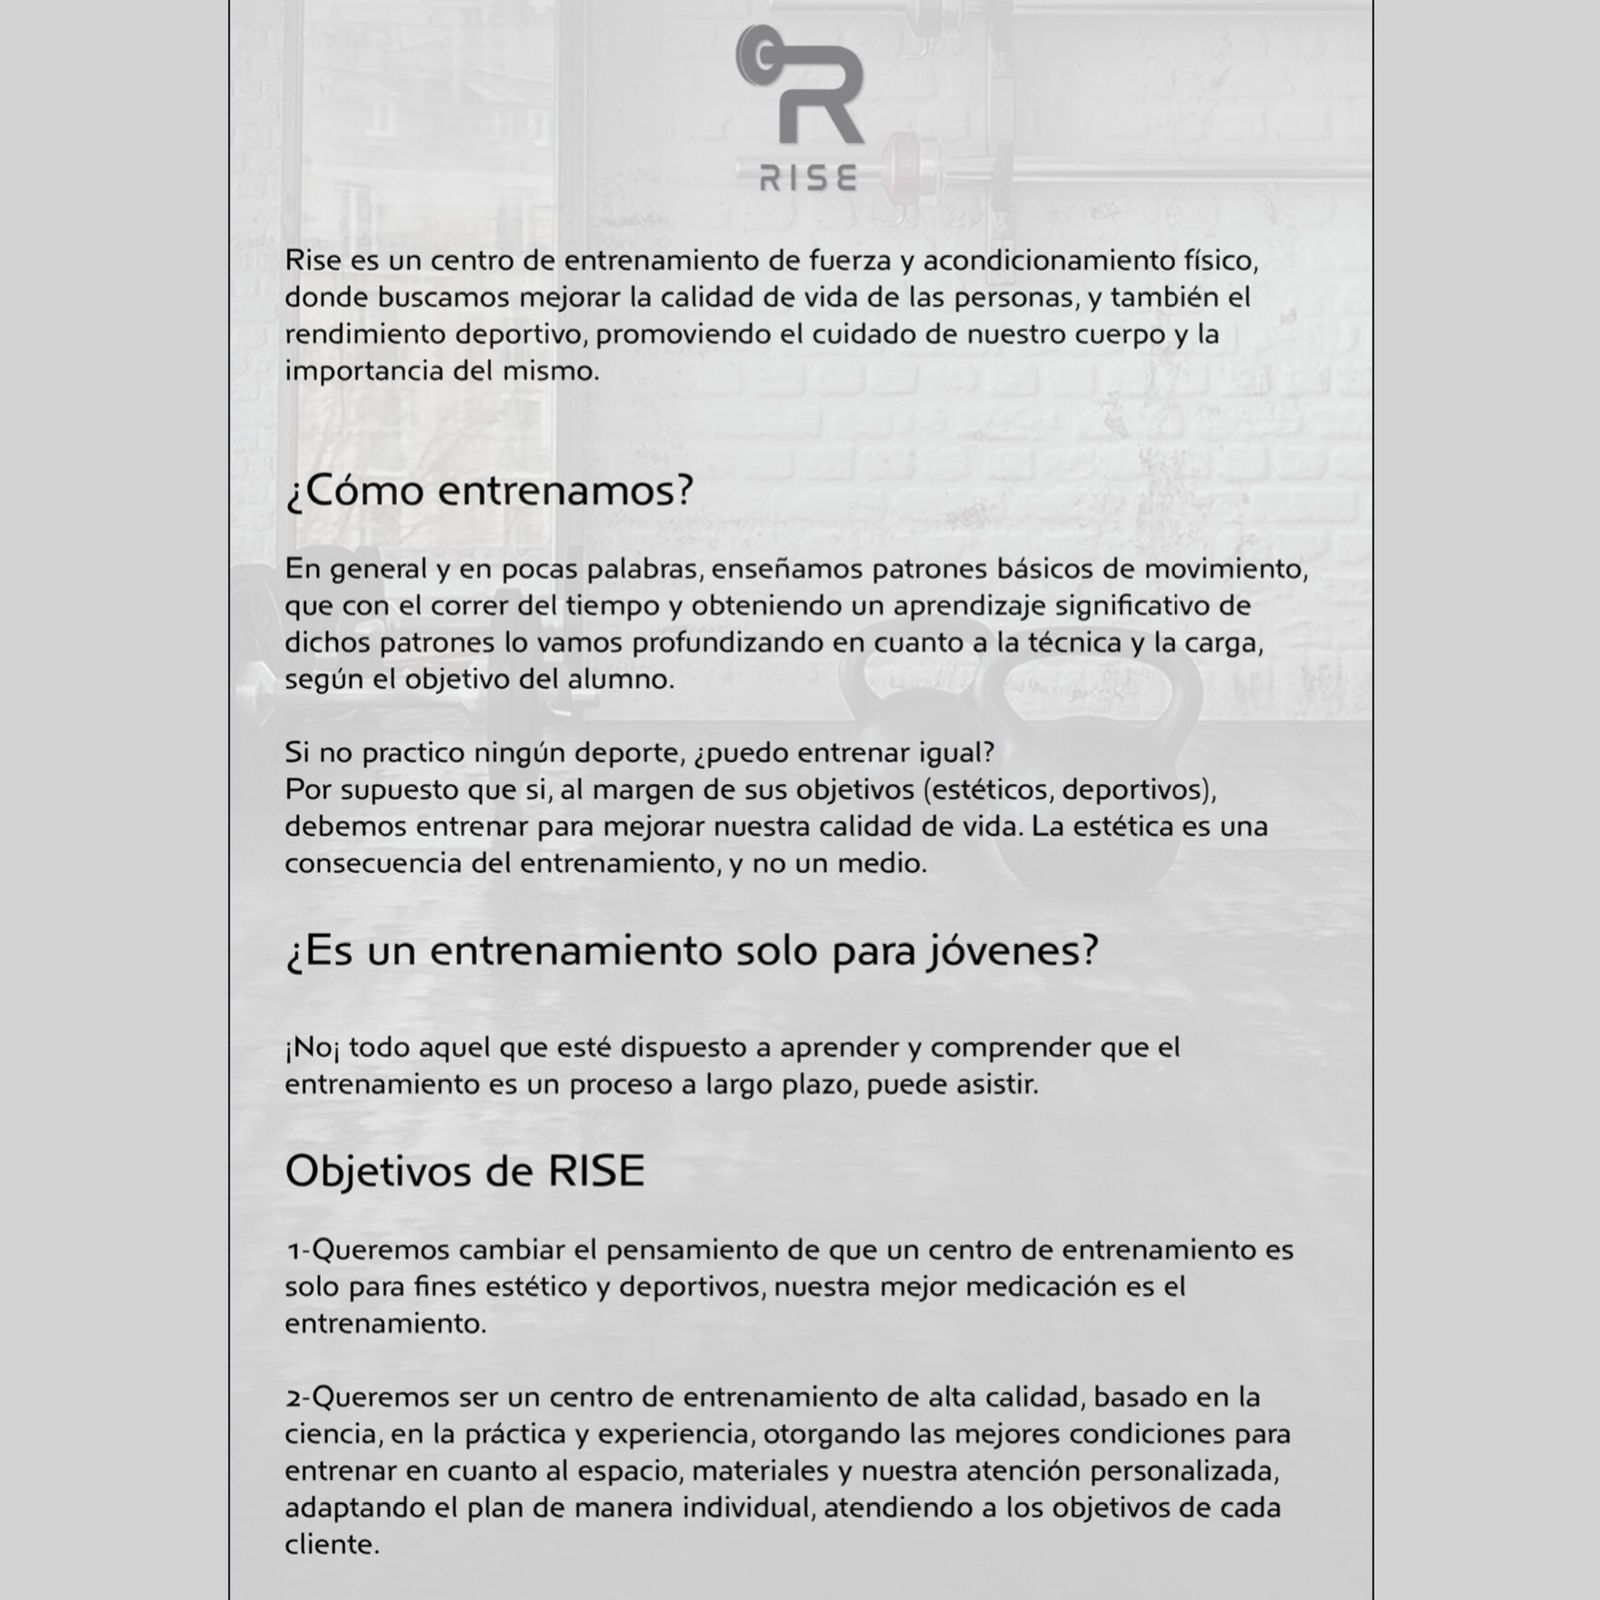 R
RISE
Rise es un centro de entrenamiento de fuerza y acondicionamiento físico,
donde buscamos mejorar la calidad de vida de las personas, y también el
rendimiento deportivo, promoviendo el cuidado de nuestro cuerpo y la
importancia del mismo.
¿Cómo entrenamos?
En general y en pocas palabras, enseñamos patrones básicos de movimiento,
que con el correr del tiempo y obteniendo un aprendizaje significativo de
dichos patrones lo vamos profundizando en cuanto a la técnica y la carga,
según el objetivo del alumno.
Si no practico ningún deporte, ¿puedo entrenar igual?
Por supuesto que si, al margen de sus objetivos (estéticos, deportivos),
debemos entrenar para mejorar nuestra calidad de vida. La estética es una
consecuencia del entrenamiento, y no un medio.
¿Es un entrenamiento solo para jóvenes?
¡No¡ todo aquel que esté dispuesto a aprender y comprender que el
entrenamiento es un proceso a largo plazo, puede asistir.
Objetivos de RISE
1-Queremos cambiar el pensamiento de que un centro de entrenamiento es
solo para fines estético y deportivos, nuestra mejor medicación es el
entrenamiento.
2-Queremos ser un centro de entrenamiento de alta calidad, basado en la
ciencia, en la práctica y experiencia, otorgando las mejores condiciones para
entrenar en cuanto al espacio, materiales y nuestra atención personalizada,
adaptando el plan de manera individual, atendiendo a los objetivos de cada
cliente.